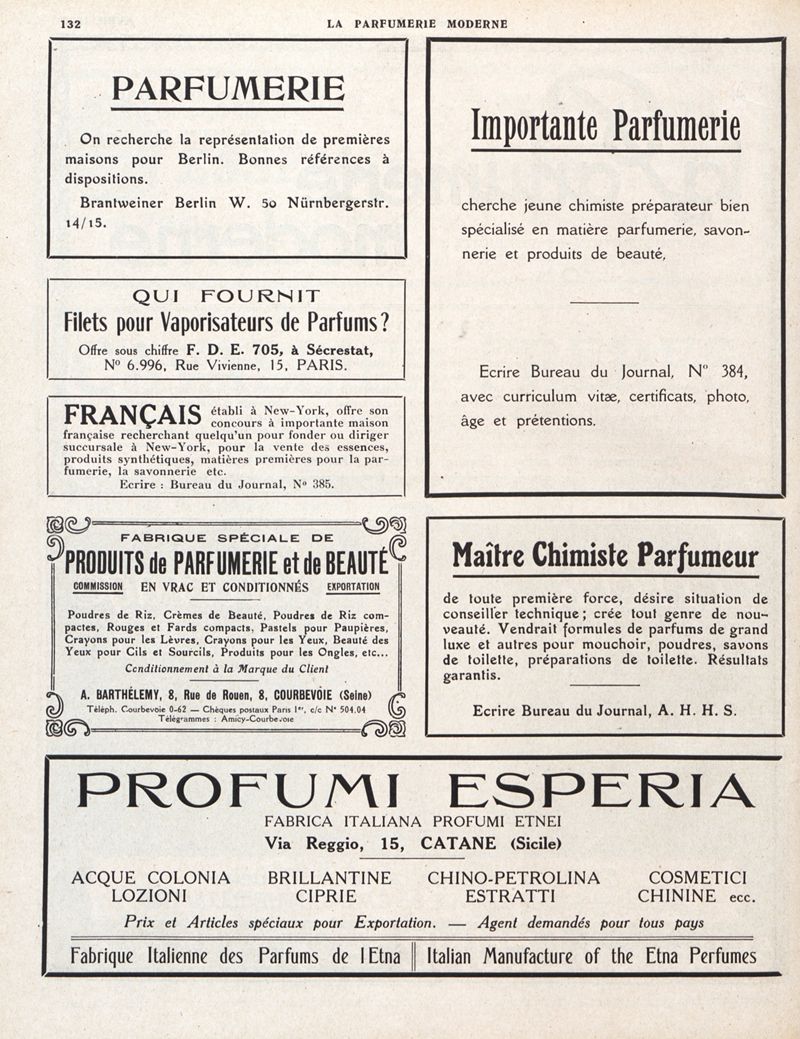 132
LA PARFUMERIE MODERNE
PARFUMERIE
On recherche la représentation de premières
maisons pour Berlin. Bonnes références à
dispositions.
Brantweiner Berlin W. 50 Nürnbergerstr.
14/15.
QUI FOURNIT
Filets pour Vaporisateurs de Parfums ?
Offre sous chiffre F. D. E. 705, à Sécrestat,
Nº 6.996, Rue Vivienne, 15, PARIS.
FRANÇAIS établi à New-York, offre son
concours à importante maison
française recherchant quelqu'un pour fonder ou diriger
succursale à New-York, pour la vente des essences,
produits synthétiques, matières premières pour la par-
fumerie, la savonnerie etc.
Ecrire : Bureau du Journal, Nº 385.
FABRIQUE SPÉCIALE DE
PRODUITS de PARFUMERIE et de BEAUTÉ
COMMISSION EN VRAC ET CONDITIONNÉS EXPORTATION
Poudres de Riz, Crèmes de Beauté, Poudres de Riz com-
pactes, Rouges et Fards compacts, Pastels pour Paupières,
Crayons pour les Lèvres, Crayons pour les Yeux, Beauté des
Yeux pour Cils et Sourcils, Produits pour les Ongles, etc...
Conditionnement à la Marque du Client
A. BARTHÉLEMY, 8, Rue de Rouen, 8, COURBEVOIE (Seine)
Téléph. Courbevoie 0-62 — Chèques postaux Paris 1er, c/c Nº 504.04
Télégrammes : Amicy-Courbevoie
Importante Parfumerie
cherche jeune chimiste préparateur bien
spécialisé en matière parfumerie, savon-
nerie et produits de beauté,
Ecrire Bureau du Journal, Nº 384,
avec curriculum vitæ, certificats, photo,
âge et prétentions.
Maître Chimiste Parfumeur
de toute première force, désire situation de
conseiller technique ; crée tout genre de nou-
veauté. Vendrait formules de parfums de grand
luxe et autres pour mouchoir, poudres, savons
de toilette, préparations de toilette. Résultats
garantis.
Ecrire Bureau du Journal, A. H. H. S.
PROFUMI ESPERIA
FABRICA ITALIANA PROFUMI ETNEI
Via Reggio, 15, CATANE (Sicile)
ACQUE COLONIA BRILLANTINE CHINO-PETROLINA COSMETICI
LOZIONI CIPRIE ESTRATTI CHININE ecc.
Prix et Articles spéciaux pour Exportation. — Agent demandés pour tous pays
Fabrique Italienne des Parfums de l Etna || Italian Manufacture of the Etna Perfumes